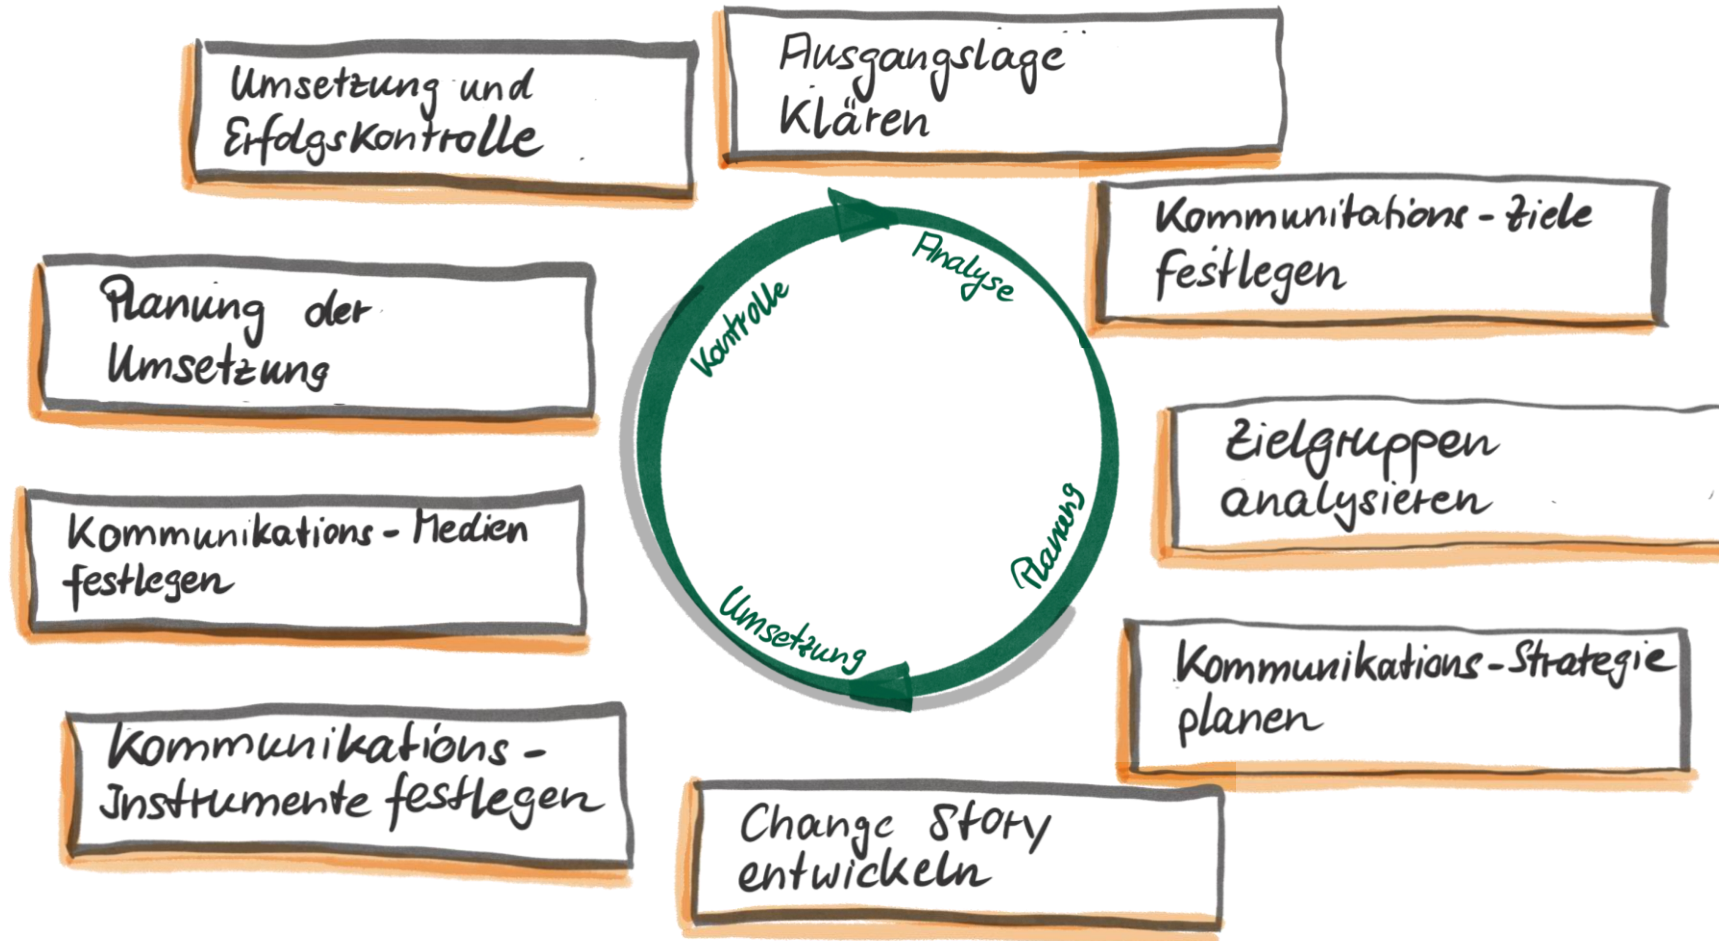 Umsetzung und
Erfolgskontrolle
Ausgangslage
Klären
Kommunitations-Ziele
festlegen
Zielgruppen
analysieren
Kommunikations-Strategie
planen
Change Story
entwickeln
Kommunikations-
Instrumente festlegen
Kommunikations-Medien
festlegen
Planung der
Umsetzung
Analyse
Planung
Umsetzung
Kontrolle